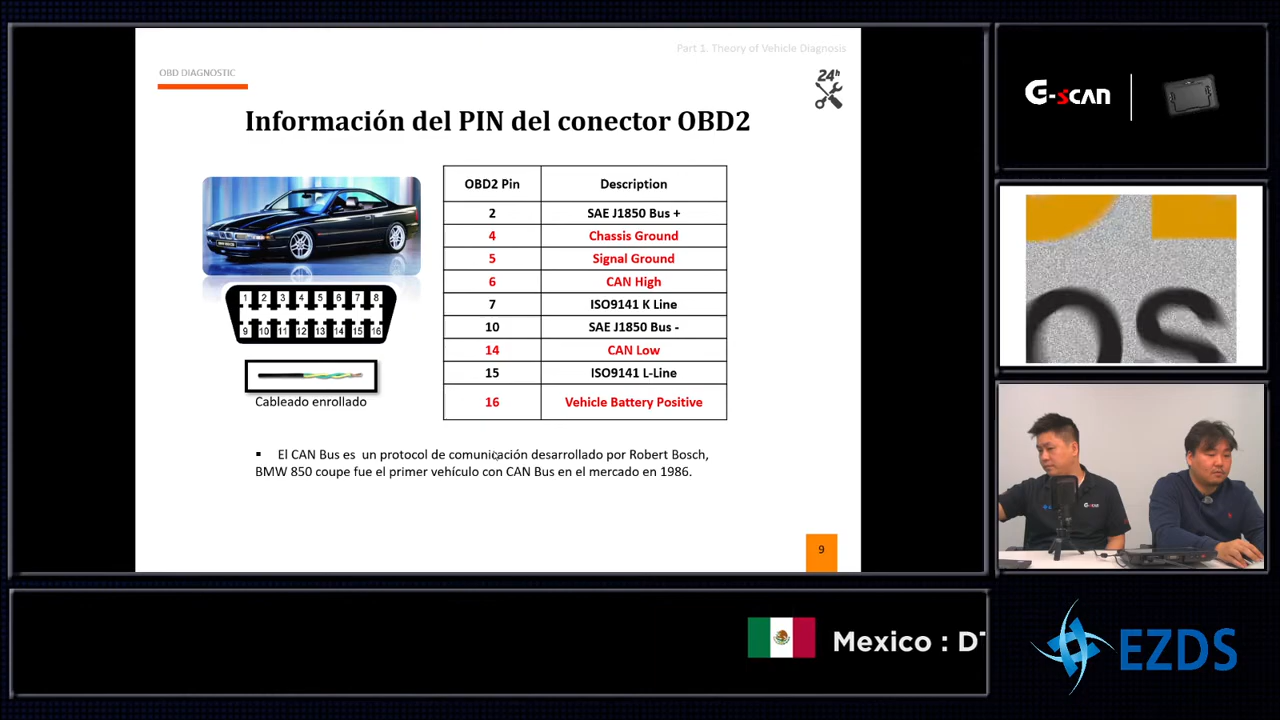 Part 1. Theory of Vehicle Diagnosis
OBD DIAGNOSTIC
24h
Información del PIN del conector OBD2
1 2 3 4 5 6 7 8
9 10 11 12 13 14 15 16
Cableado enrollado
OBD2 Pin Description
2 SAE J1850 Bus +
4 Chassis Ground
5 Signal Ground
6 CAN High
7 ISO9141 K Line
10 SAE J1850 Bus -
14 CAN Low
15 ISO9141 L-Line
16 Vehicle Battery Positive
▪ El CAN Bus es un protocol de comunicación desarrollado por Robert Bosch,
BMW 850 coupe fue el primer vehículo con CAN Bus en el mercado en 1986.
9
G-SCAN
OS
G-SCAN
Mexico : DT
EZDS